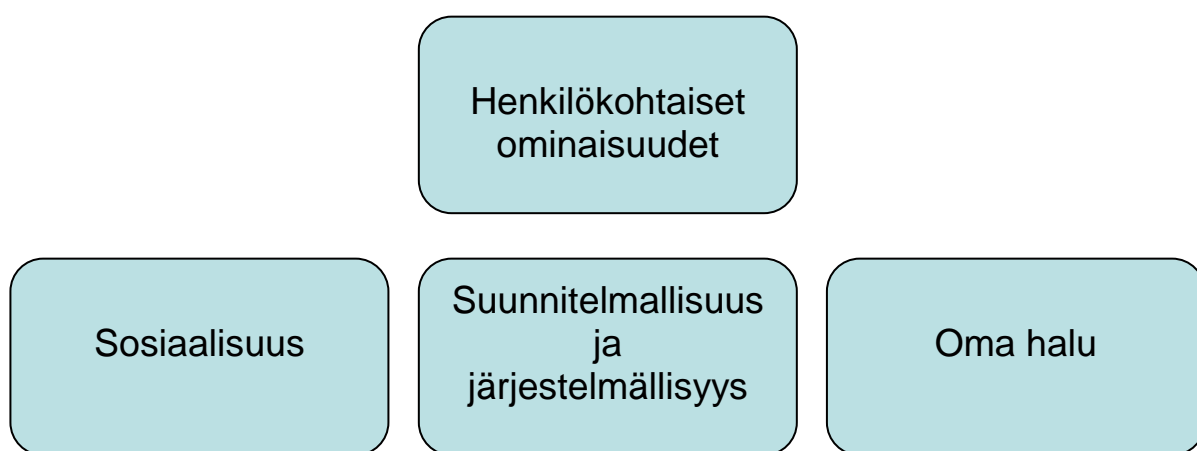 Henkilökohtaiset
ominaisuudet
Sosiaalisuus
Suunnitelmallisuus
ja
järjestelmällisyys
Oma halu